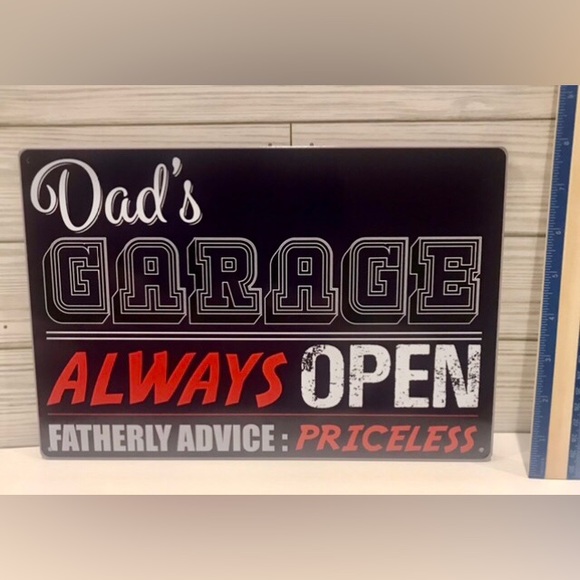 Dad's
GARAGE
ALWAYS OPEN
FATHERLY ADVICE : PRICELESS